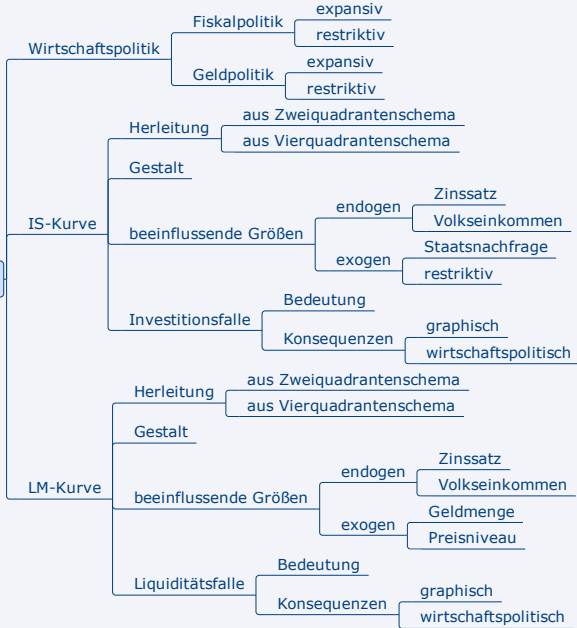 Wirtschaftspolitik
Fiskalpolitik
expansiv
restriktiv
Geldpolitik
expansiv
restriktiv
IS-Kurve
Herleitung
aus Zweiquadrantenschema
aus Vierquadrantenschema
Gestalt
beeinflussende Größen
endogen
Zinssatz
Volkseinkommen
exogen
Staatsnachfrage
restriktiv
Investitionsfalle
Bedeutung
Konsequenzen
graphisch
wirtschaftspolitisch
LM-Kurve
Herleitung
aus Zweiquadrantenschema
aus Vierquadrantenschema
Gestalt
beeinflussende Größen
endogen
Zinssatz
Volkseinkommen
exogen
Geldmenge
Preisniveau
Liquiditätsfalle
Bedeutung
Konsequenzen
graphisch
wirtschaftspolitisch